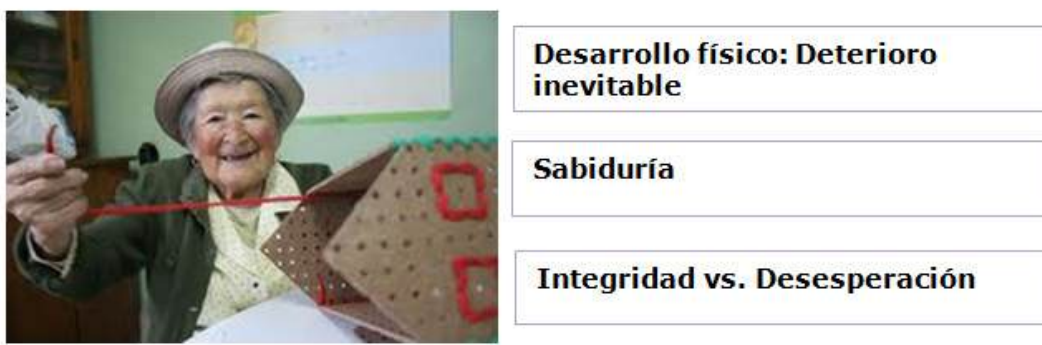 Desarrollo físico: Deterioro
inevitable
Sabiduría
Integridad vs. Desesperación